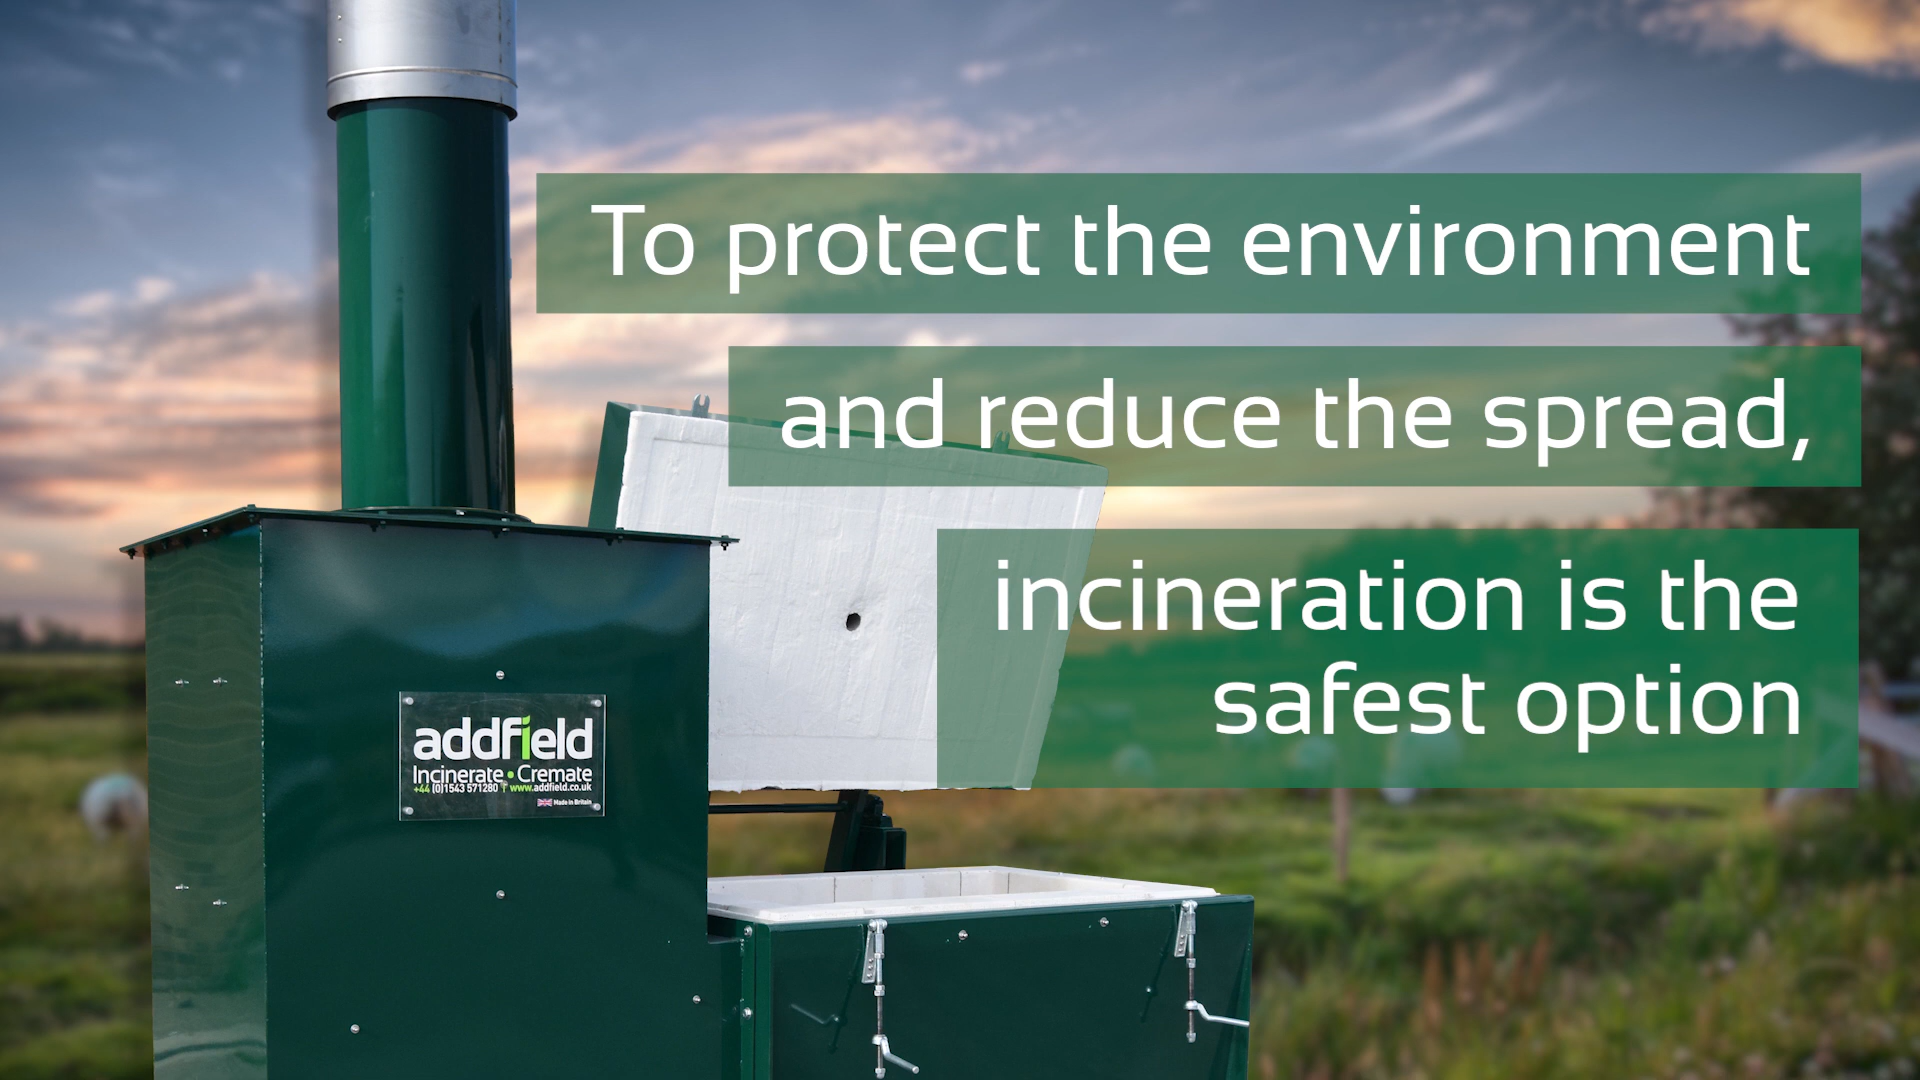 To protect the environment
and reduce the spread,
incineration is the
safest option
addfield
Incinerate • Cremate
+44 (0)1543 571280 www.addfield.co.uk
Made in Britain